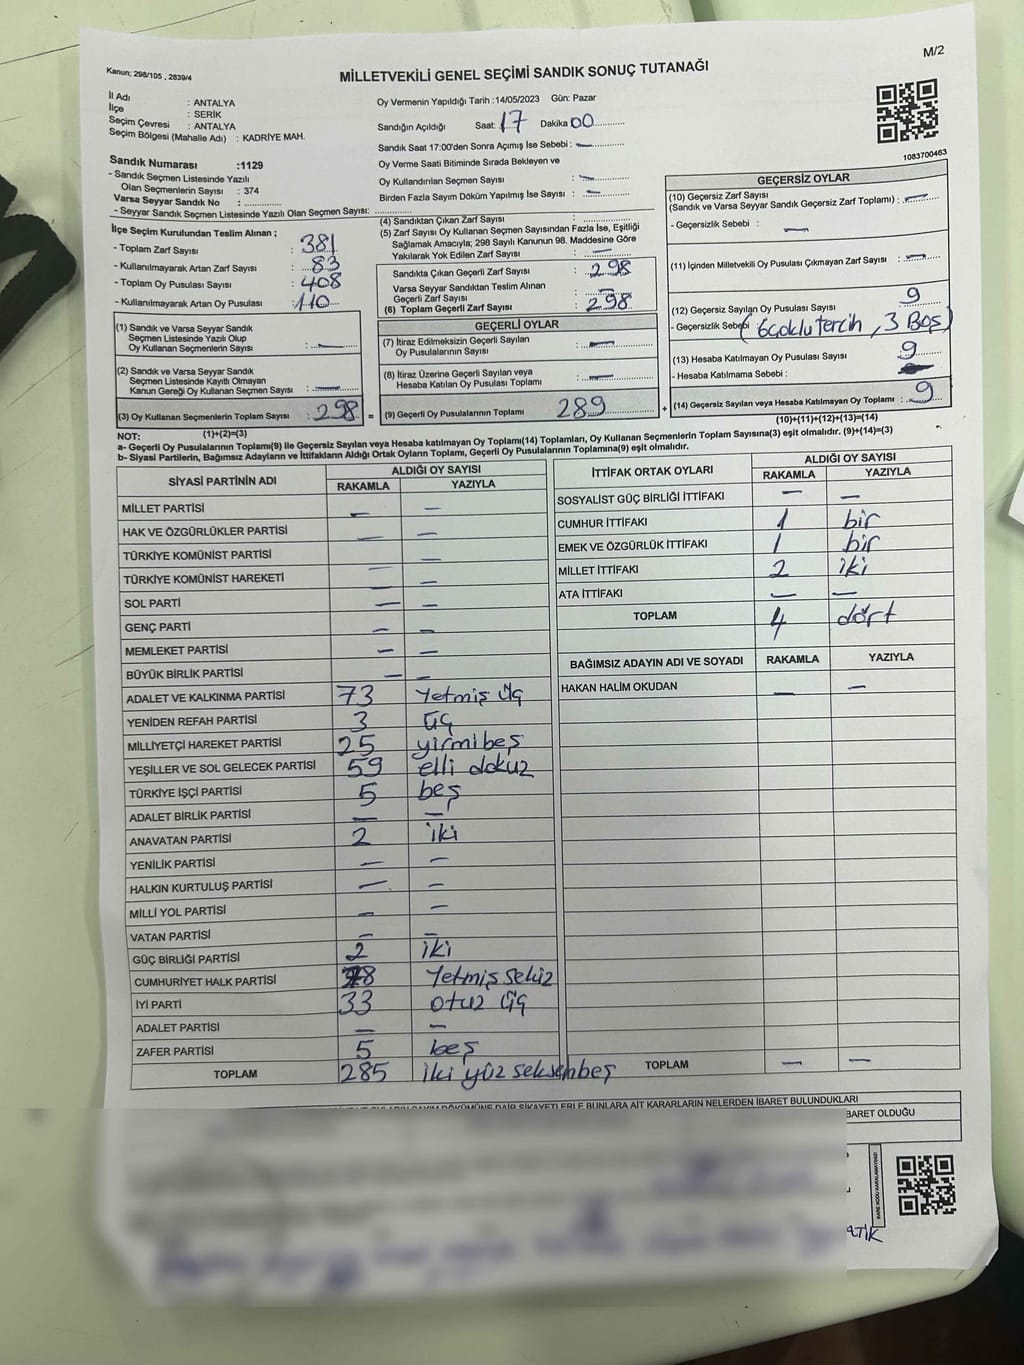 M/2
Kanun; 298/105 , 2839/4
MİLLETVEKİLİ GENEL SEÇİMİ SANDIK SONUÇ TUTANAĞI
İl Adı : ANTALYA
İlçe : SERİK
Seçim Çevresi : ANTALYA
Seçim Bölgesi (Mahalle Adı) : KADRİYE MAH.
Sandık Numarası :1129
- Sandık Seçmen Listesinde Yazılı
Olan Seçmenlerin Sayısı : 374
Varsa Seyyar Sandık No :
- Seyyar Sandık Seçmen Listesinde Yazılı Olan Seçmen Sayısı:
Oy Vermenin Yapıldığı Tarih :14/05/2023 Gün: Pazar
Sandığın Açıldığı Saat: 17 Dakika 00
Sandık Saat 17:00'den Sonra Açımış İse Sebebi : —
Oy Verme Saati Bitiminde Sırada Bekleyen ve
Oy Kullandırılan Seçmen Sayısı : —
Birden Fazla Sayım Döküm Yapılmış İse Sayısı : —
1083700463
İlçe Seçim Kurulundan Teslim Alınan ;
- Toplam Zarf Sayısı : 381
- Kullanılmayarak Artan Zarf Sayısı : 83
- Toplam Oy Pusulası Sayısı : 408
- Kullanılmayarak Artan Oy Pusulası : 110
(1) Sandık ve Varsa Seyyar Sandık
Seçmen Listesinde Yazılı Olup
Oy Kullanan Seçmenlerin Sayısı : —
(2) Sandık ve Varsa Seyyar Sandık
Seçmen Listesinde Kayıtlı Olmayan
Kanun Gereği Oy Kullanan Seçmen Sayısı : —
(3) Oy Kullanan Seçmenlerin Toplam Sayısı : 298 =
(1)+(2)=(3)
(4) Sandıktan Çıkan Zarf Sayısı :
(5) Zarf Sayısı Oy Kullanan Seçmen Sayısından Fazla İse, Eşitliği
Sağlamak Amacıyla; 298 Sayılı Kanunun 98. Maddesine Göre
Yakılarak Yok Edilen Zarf Sayısı : —
Sandıkta Çıkan Geçerli Zarf Sayısı : 298
Varsa Seyyar Sandıktan Teslim Alınan
Geçerli Zarf Sayısı : —
(6) Toplam Geçerli Zarf Sayısı : 298
GEÇERLİ OYLAR
(7) İtiraz Edilmeksizin Geçerli Sayılan
Oy Pusulalarının Sayısı : —
(8) İtiraz Üzerine Geçerli Sayılan veya
Hesaba Katılan Oy Pusulası Toplamı : —
(9) Geçerli Oy Pusulalarının Toplamı 289 +
GEÇERSİZ OYLAR
(10) Geçersiz Zarf Sayısı
(Sandık ve Varsa Seyyar Sandık Geçersiz Zarf Toplamı) : —
- Geçersizlik Sebebi : —
(11) İçinden Milletvekili Oy Pusulası Çıkmayan Zarf Sayısı : —
(12) Geçersiz Sayılan Oy Pusulası Sayısı : 9
- Geçersizlik Sebebi (6 çoklu tercih, 3 Boş)
(13) Hesaba Katılmayan Oy Pusulası Sayısı : 9
- Hesaba Katılmama Sebebi :
(14) Geçersiz Sayılan veya Hesaba Katılmayan Oy Toplamı : 9
(10)+(11)+(12)+(13)=(14)
NOT:
a- Geçerli Oy Pusulalarının Toplamı(9) ile Geçersiz Sayılan veya Hesaba katılmayan Oy Toplamı(14) Toplamları, Oy Kullanan Seçmenlerin Toplam Sayısına(3) eşit olmalıdır. (9)+(14)=(3)
b- Siyasi Partilerin, Bağımsız Adayların ve İttifakların Aldığı Ortak Oyların Toplamı, Geçerli Oy Pusulalarının Toplamına(9) eşit olmalıdır.
SİYASİ PARTİNİN ADI ALDIĞI OY SAYISI
RAKAMLA YAZIYLA
MİLLET PARTİSİ — —
HAK VE ÖZGÜRLÜKLER PARTİSİ — —
TÜRKİYE KOMÜNİST PARTİSİ — —
TÜRKİYE KOMÜNİST HAREKETİ — —
SOL PARTİ — —
GENÇ PARTİ — —
MEMLEKET PARTİSİ — —
BÜYÜK BİRLİK PARTİSİ — —
ADALET VE KALKINMA PARTİSİ 73 Yetmiş Üç
YENİDEN REFAH PARTİSİ 3 Üç
MİLLİYETÇİ HAREKET PARTİSİ 25 yirmibeş
YEŞİLLER VE SOL GELECEK PARTİSİ 59 elli dokuz
TÜRKİYE İŞÇİ PARTİSİ 5 beş
ADALET BİRLİK PARTİSİ — —
ANAVATAN PARTİSİ 2 iki
YENİLİK PARTİSİ — —
HALKIN KURTULUŞ PARTİSİ — —
MİLLİ YOL PARTİSİ — —
VATAN PARTİSİ — —
GÜÇ BİRLİĞİ PARTİSİ 2 iki
CUMHURİYET HALK PARTİSİ 78 Yetmiş Sekiz
İYİ PARTİ 33 otuz Üç
ADALET PARTİSİ — —
ZAFER PARTİSİ 5 beş
TOPLAM 285 iki yüz seksenbeş
İTTİFAK ORTAK OYLARI ALDIĞI OY SAYISI
RAKAMLA YAZIYLA
SOSYALİST GÜÇ BİRLİĞİ İTTİFAKI — —
CUMHUR İTTİFAKI 1 bir
EMEK VE ÖZGÜRLÜK İTTİFAKI 1 bir
MİLLET İTTİFAKI 2 iki
ATA İTTİFAKI — —
TOPLAM 4 dört
BAĞIMSIZ ADAYIN ADI VE SOYADI RAKAMLA YAZIYLA
HAKAN HALİM OKUDAN — —
TOPLAM — —
SAYIM DÖKÜMÜNE DAİR ŞİKAYETLERLE BUNLARA AİT KARARLARIN NELERDEN İBARET BULUNDUKLARI
BARET OLDUĞU